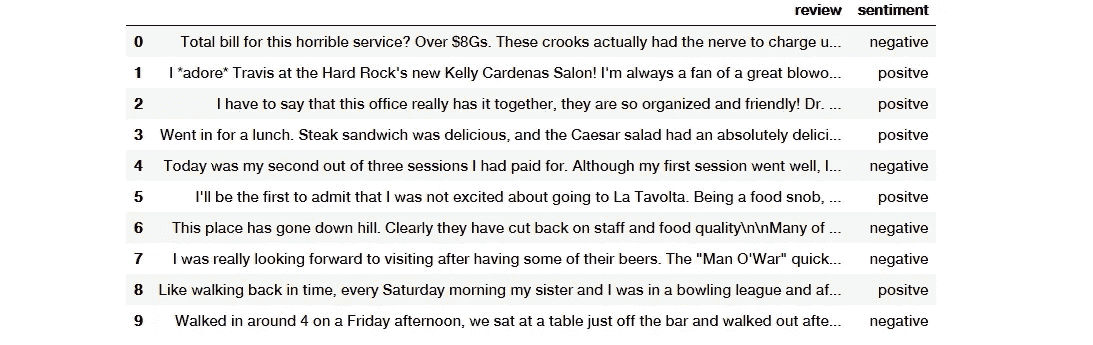 review sentiment
0 Total bill for this horrible service? Over $8Gs. These crooks actually had the nerve to charge u... negative
1 I *adore* Travis at the Hard Rock's new Kelly Cardenas Salon! I'm always a fan of a great blowo... positve
2 I have to say that this office really has it together, they are so organized and friendly! Dr. ... positve
3 Went in for a lunch. Steak sandwich was delicious, and the Caesar salad had an absolutely delici... positve
4 Today was my second out of three sessions I had paid for. Although my first session went well, I... negative
5 I'll be the first to admit that I was not excited about going to La Tavolta. Being a food snob, ... positve
6 This place has gone down hill. Clearly they have cut back on staff and food quality\n\nMany of ... negative
7 I was really looking forward to visiting after having some of their beers. The "Man O'War" quick... negative
8 Like walking back in time, every Saturday morning my sister and I was in a bowling league and af... positve
9 Walked in around 4 on a Friday afternoon, we sat at a table just off the bar and walked out afte... negative